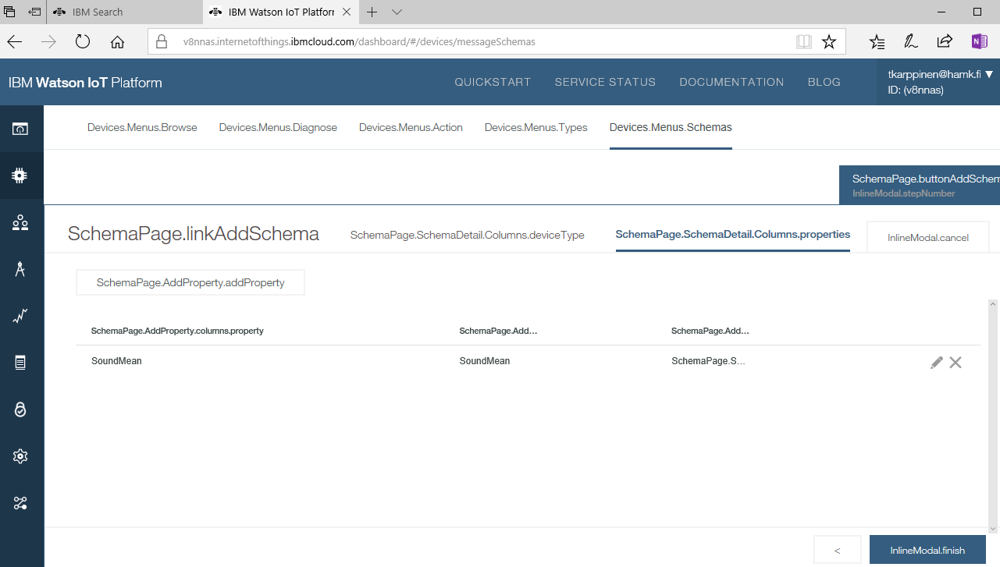 IBM Search
IBM Watson IoT Platforr
v8nnas.internetofthings.ibmcloud.com/dashboard/#/devices/messageSchemas
IBM Watson IoT Platform
QUICKSTART
SERVICE STATUS
DOCUMENTATION
BLOG
tkarppinen@hamk.fi ▼
ID: (v8nnas)
Devices.Menus.Browse
Devices.Menus.Diagnose
Devices.Menus.Action
Devices.Menus.Types
Devices.Menus.Schemas
SchemaPage.buttonAddSchem
InlineModal.stepNumber
SchemaPage.linkAddSchema
SchemaPage.SchemaDetail.Columns.deviceType
SchemaPage.SchemaDetail.Columns.properties
InlineModal.cancel
SchemaPage.AddProperty.addProperty
SchemaPage.AddProperty.columns.property
SchemaPage.Add...
SchemaPage.Add...
SoundMean
SoundMean
SchemaPage.S...
<
InlineModal.finish